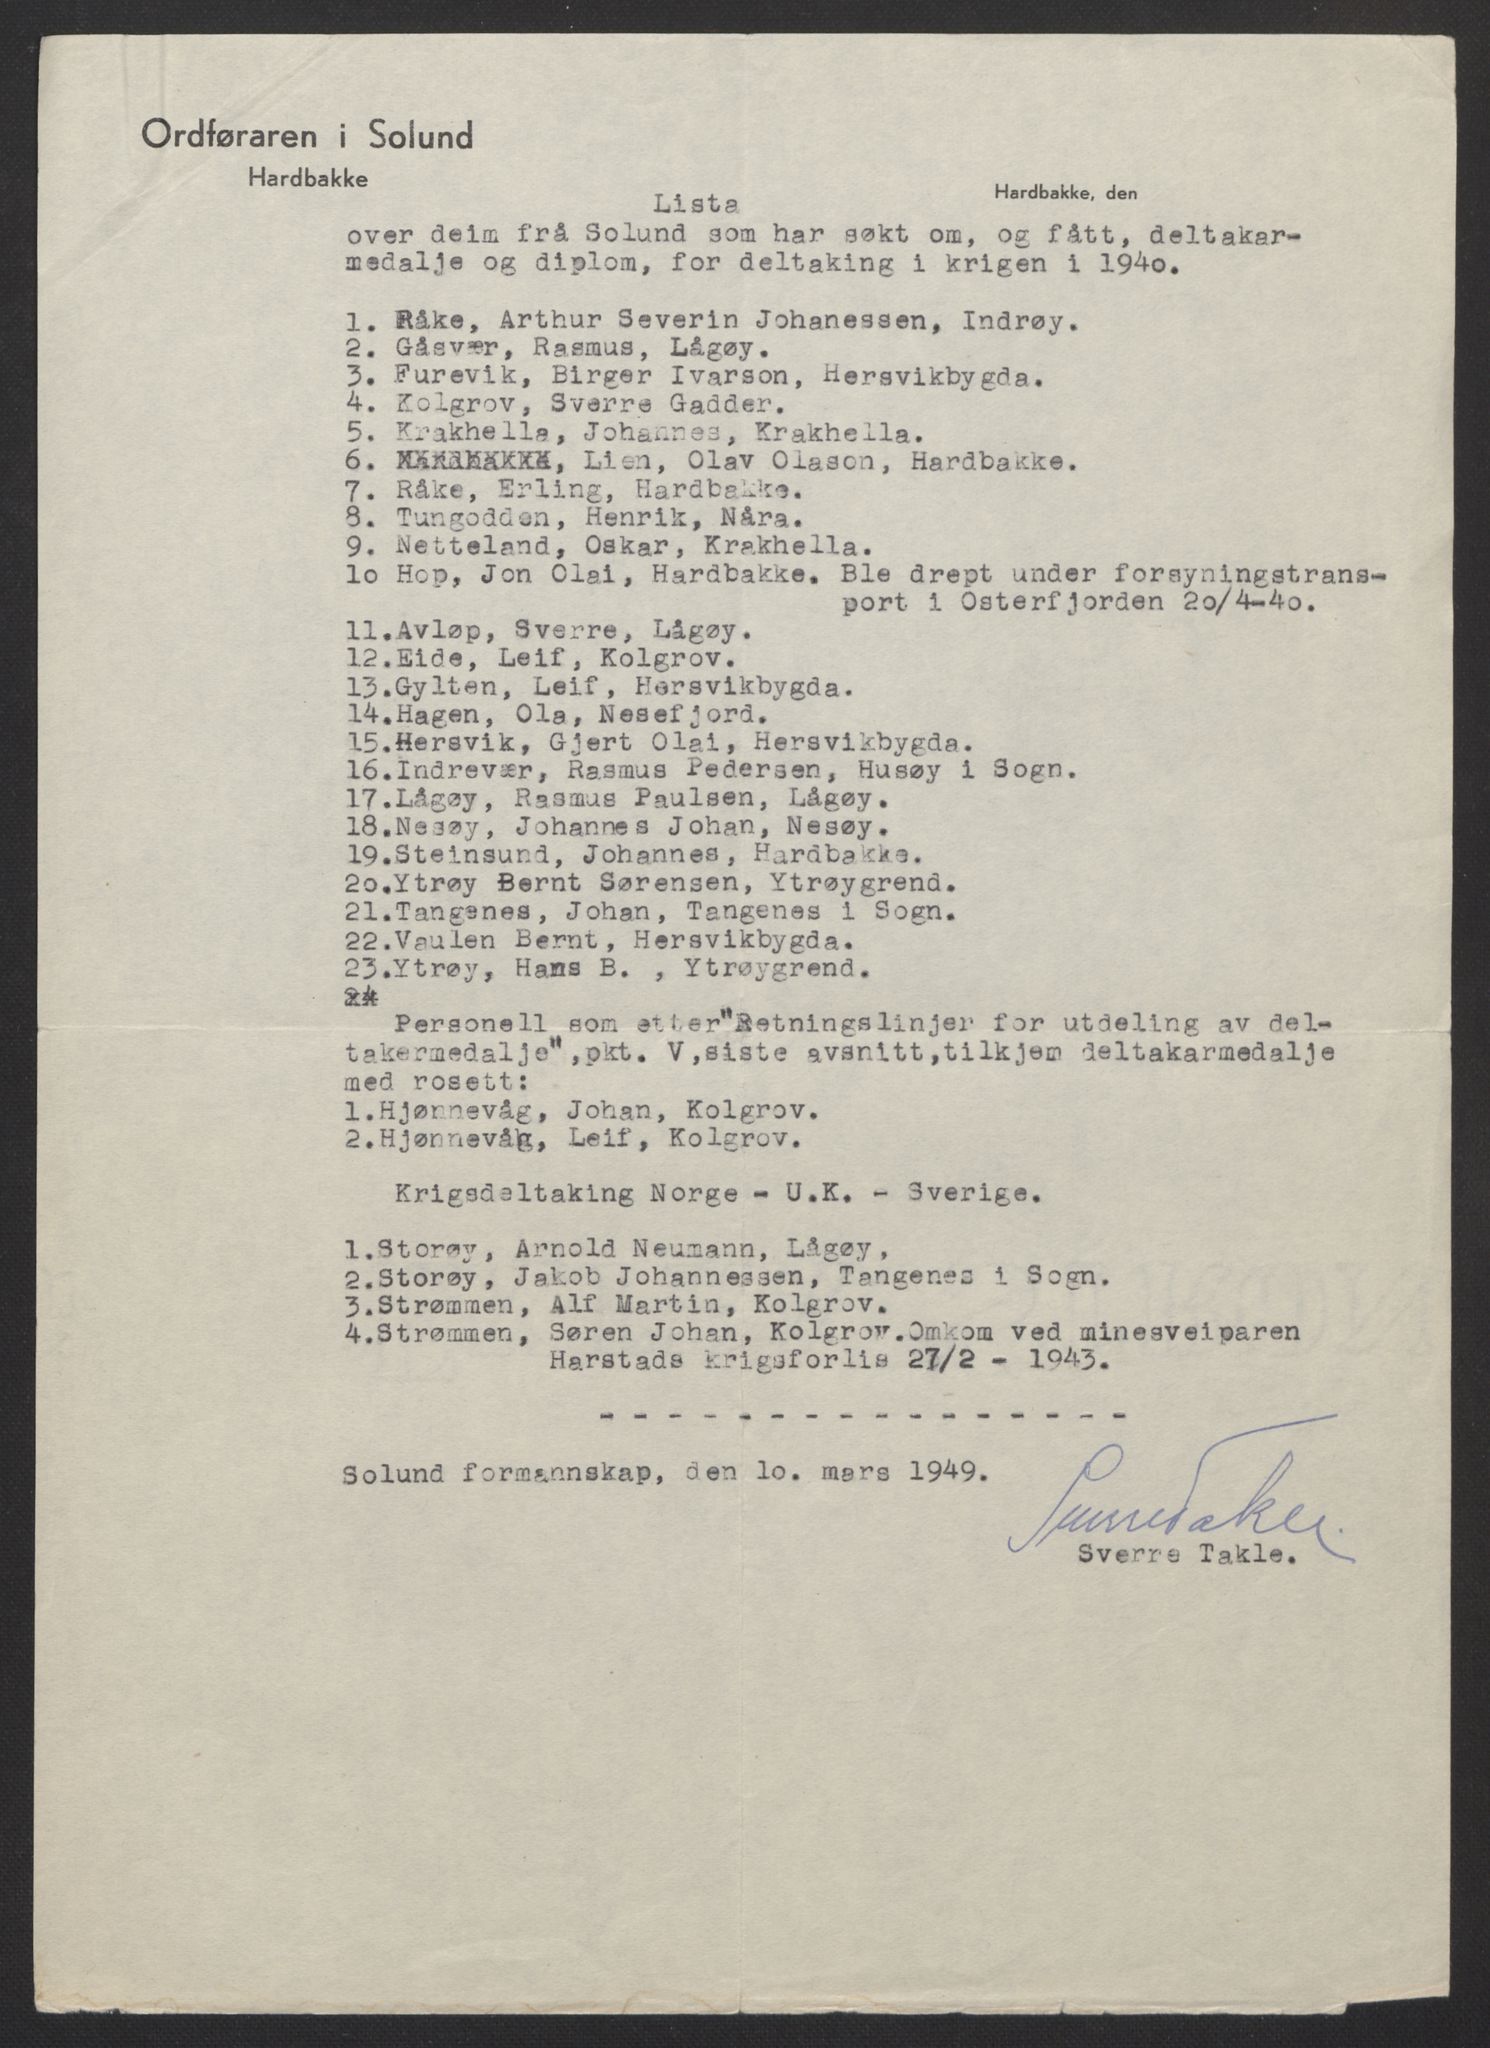 Ordføraren i Solund
Hardbakke
Hardbakke, den
Lista
over deim frå Solund som har søkt om, og fått, deltakar-
medalje og diplom, for deltaking i krigen i 194o.
1. Råke, Arthur Severin Johanessen, Indrøy.
2. Gåsvær, Rasmus, Lågøy.
3. Furevik, Birger Ivarson, Hersvikbygda.
4. Kolgrov, Sverre Gadder.
5. Krakhella, Johannes, Krakhella.
6. Hardbakke, Lien, Olav Olason, Hardbakke.
7. Råke, Erling, Hardbakke.
8. Tungodden, Henrik, Nåra.
9. Netteland, Oskar, Krakhella.
lo Hop, Jon Olai, Hardbakke. Ble drept under forsyningstrans-
port i Osterfjorden 2o/4-4o.
11.Avløp, Sverre, Lågøy.
12.Eide, Leif, Kolgrov.
13.Gylten, Leif, Hersvikbygda.
14.Hagen, Ola, Nesefjord.
15.Hersvik, Gjert Olai, Hersvikbygda.
16.Indrevær, Rasmus Pedersen, Husøy i Sogn.
17.Lågøy, Rasmus Paulsen, Lågøy.
18.Nesøy, Johannes Johan, Nesøy.
19.Steinsund, Johannes, Hardbakke.
2o.Ytrøy Bernt Sørensen, Ytrøygrend.
21.Tangenes, Johan, Tangenes i Sogn.
22.Vaulen Bernt, Hersvikbygda.
23.Ytrøy, Hans B. , Ytrøygrend.
24
Personell som etter"Retningslinjer for utdeling av del-
takermedalje",pkt. V,siste avsnitt,tilkjem deltakarmedalje
med rosett:
1.Hjønnevåg, Johan, Kolgrov.
2.Hjønnevåg, Leif, Kolgrov.
Krigsdeltaking Norge - U.K. - Sverige.
1.Storøy, Arnold Neumann, Lågøy,
2.Storøy, Jakob Johannessen, Tangenes i Sogn.
3.Strømmen, Alf Martin, Kolgrov.
4.Strømmen, Søren Johan, Kolgrov.Omkom ved minesveiparen
Harstads krigsforlis 27/2 - 1943.
- - - - - - - - - - - - - - - -
Solund formannskap, den lo. mars 1949.
Sverre Takle.
Sverre Takle.